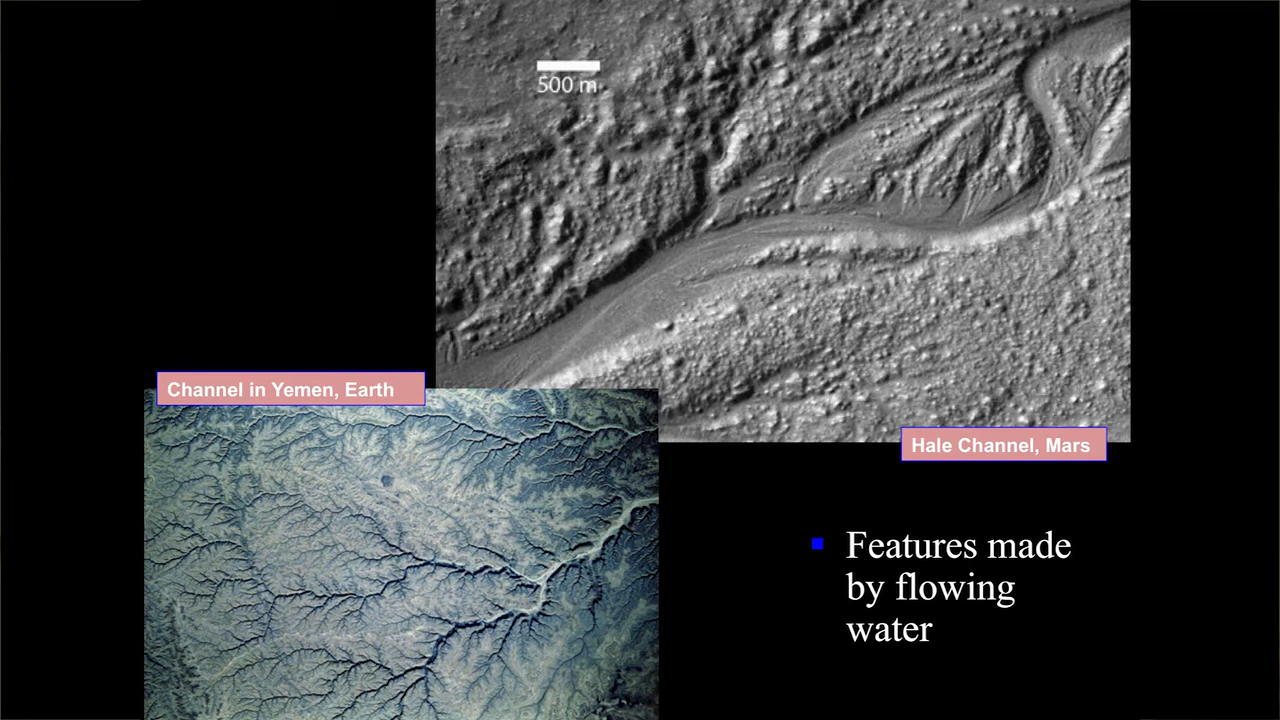 500 m
Channel in Yemen, Earth
Hale Channel, Mars
Features made
by flowing
water